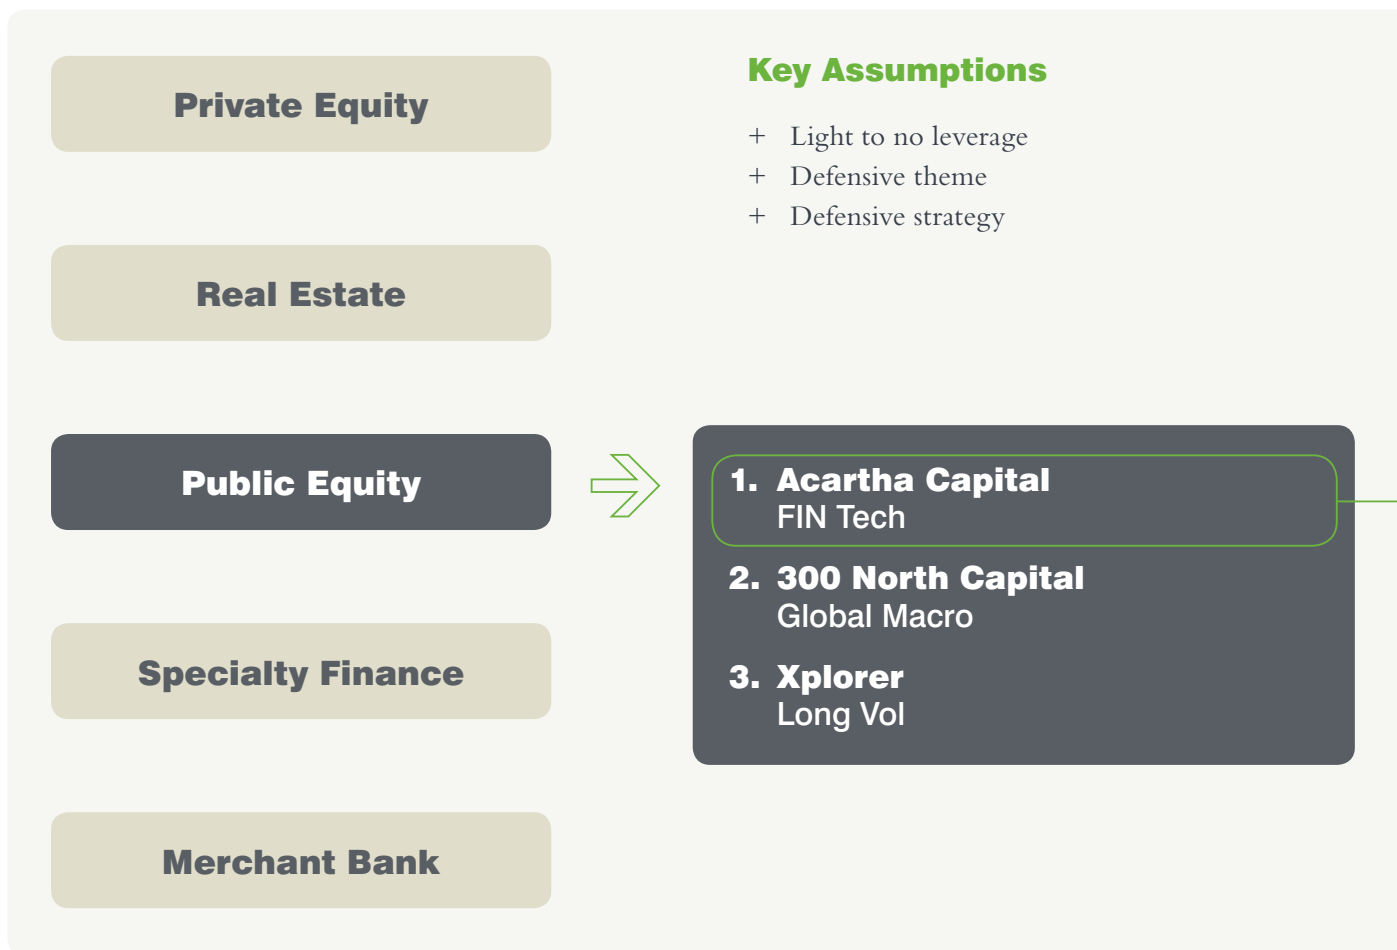 Private Equity
Real Estate
Public Equity
Specialty Finance
Merchant Bank
Key Assumptions
+ Light to no leverage
+ Defensive theme
+ Defensive strategy
1. Acartha Capital
FIN Tech
2. 300 North Capital
Global Macro
3. Xplorer
Long Vol